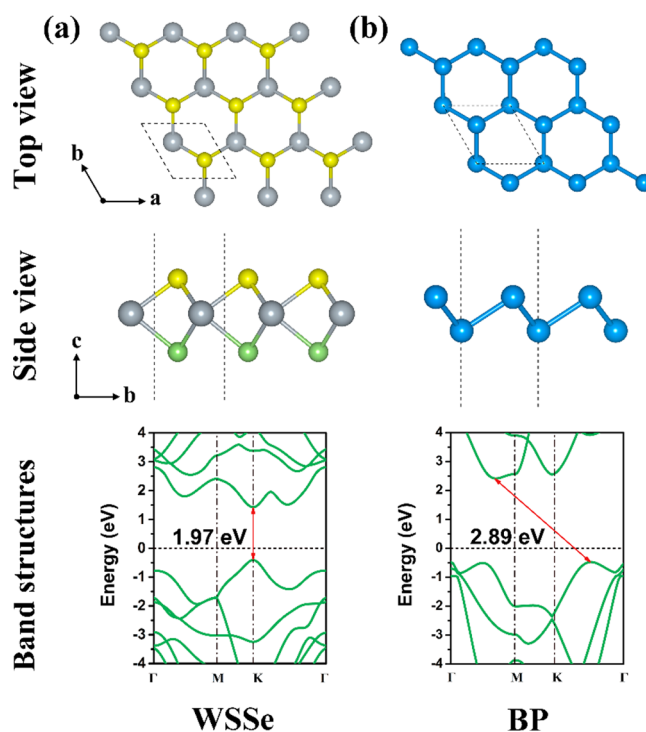 (a)
(b)
Top view
b
a
Side view
c
b
Band structures
Energy (eV)
4
3
2
1
0
-1
-2
-3
-4
1.97 eV
Γ
M
K
Γ
WSSe
Energy (eV)
4
3
2
1
0
-1
-2
-3
-4
2.89 eV
Γ
M
K
Γ
BP